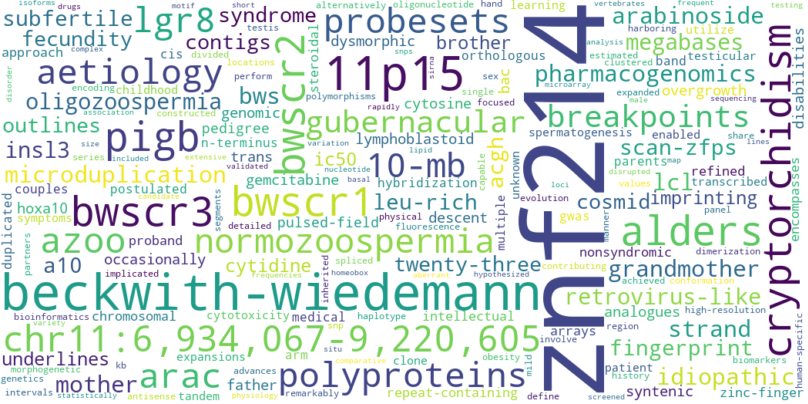 subfertile
lgr8
syndrome
fecundity
contigs
approach
cis
divided
isoforms
drugs
motif
short
lgf
testis
locations
alternatively
oligonucleotide
hand
learning
vertebrates
frequent
testing
probesets
dysmorphic
brother
steroidal
snps
complex
orthologous
utilize
harboring
analysis
arabinoside
megabases
disabilities
aetiology
perform
encoding
childhood
disorder
oligozoospermia
bws
genomic
association
constructed
bwscr2
11p15
sirna
polymorphisms
rapidly
single
focused
cytosine
sex
bac
estimated
clustered
band
testicular
pharmacogenomics
microarray
expanded
overgrowth
male
sequencing
spermatogenesis
enabled
share
lines
outlines
pigb
pedigree
n-terminus
size
series
included
extensive
trans
gubernacular
variation
lymphoblastoid
validated
lipid
nucleotide
basal
ic50
gemcitabine
hybridization
10-mb
acgh
unknown
znf214
breakpoints
scan-zfps
parents
map
loci
disrupted
refined
values
transcribed
cryptorchidism
insl3
microduplication
couples
postulated
candidate
hoxa10
symptoms
segments
duplicated
bwscr3
bwscr1
leu-rich
capable
evolution
multiple
pulsed-field
descent
physical
detailed
fluorescence
gwas
manner
lcl
cosmid
imprinting
panel
encompasses
alders
azoo
proband
partners
a10
occasionally
implicated
normozoospermia
cytidine
spliced
homeobox
twenty-three
hypothesized
contributing
nonsyndromic
dimerization
grandmother
achieved
conformation
beckwith-wiedemann
inherited
frequencies
aberrant
retrovirus-like
bioinformatics
chromosomal
variety
cytotoxicity
medical
haplotype
snp
intellectual
arrays
involve
analogues
region
high-resolution
strand
human-specific
chr11:6,934,067-9,220,605
fingerprint
biomarkers
underlines
expansions
arm
situ
clone
obesity
comparative
mild
patient
history
morphogenetic
kb
genetics
mother
arac
advances
father
remarkably
polyproteins
define
screened
idiopathic
syntenic
intervals
statistically
antisense
tandem
physiology
repeat-containing
zinc-finger